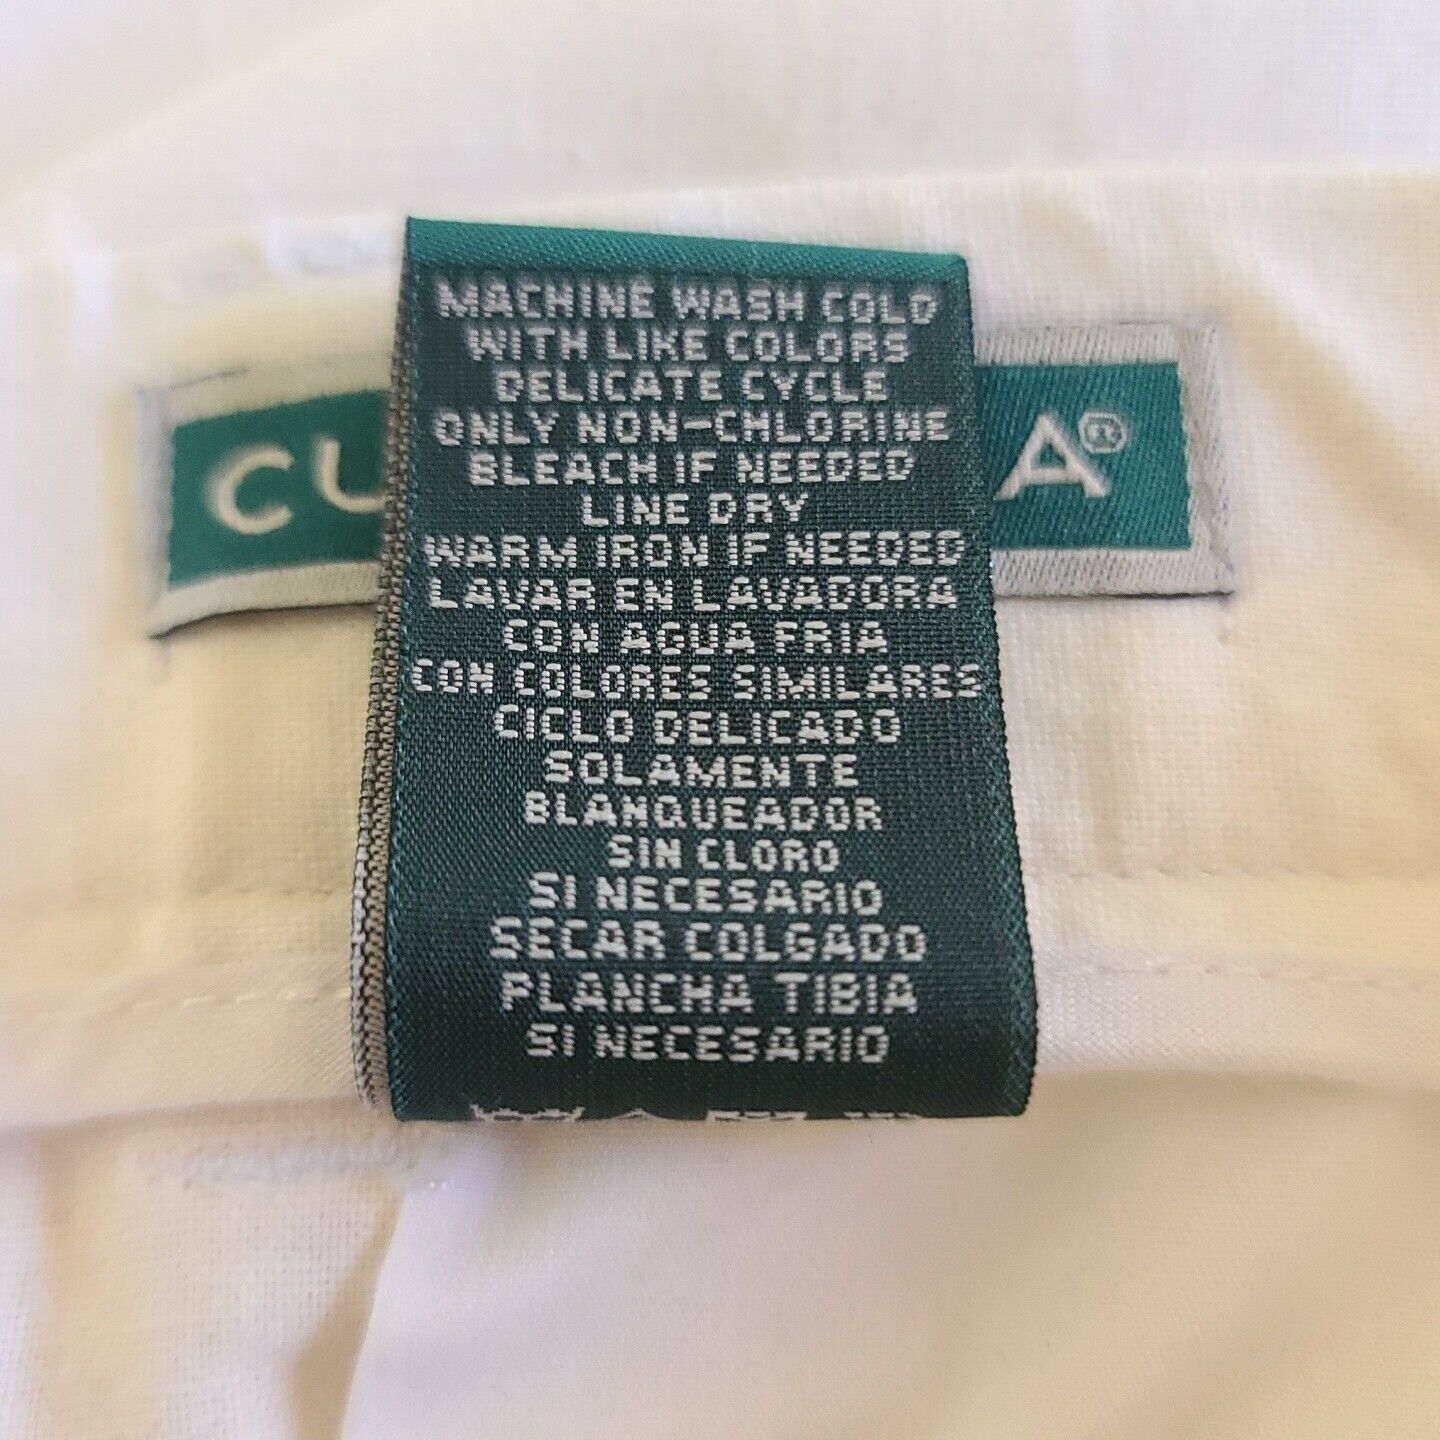 MACHINE WASH COLD
WITH LIKE COLORS
DELICATE CYCLE
ONLY NON-CHLORINE
BLEACH IF NEEDED
LINE DRY
WARM IRON IF NEEDED
LAVAR EN LAVADORA
CON AGUA FRIA
CON COLORES SIMILARES
CICLO DELICADO
SOLAMENTE
BLANQUEADOR
SIN CLORO
SI NECESARIO
SECAR COLGADO
PLANCHA TIBIA
SI NECESARIO
CU A®